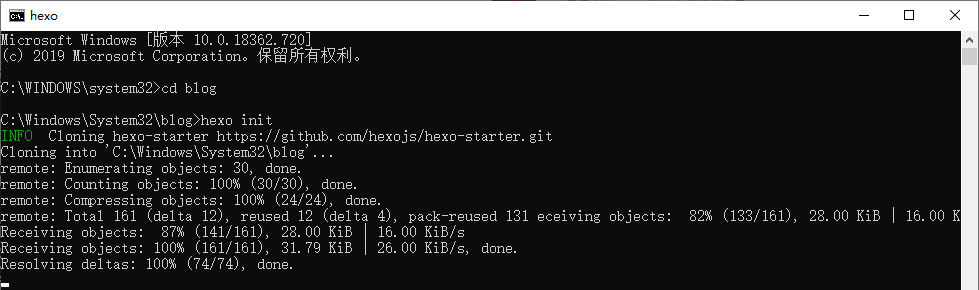 hexo
Microsoft Windows [版本 10.0.18362.720]
(c) 2019 Microsoft Corporation。保留所有权利。
C:\WINDOWS\system32>cd blog
C:\WINDOWS\system32\blog>hexo init
INFO  Cloning hexo-starter https://github.com/hexojs/hexo-starter.git
Cloning into 'C:\Windows\System32\blog'...
remote: Enumerating objects: 30, done.
remote: Counting objects: 100% (30/30), done.
remote: Compressing objects: 100% (24/24), done.
remote: Total 161 (delta 12), reused 12 (delta 4), pack-reused 131 eceiving objects:  82% (133/161), 28.00 KiB | 16.00 K
Receiving objects:  87% (141/161), 28.00 KiB | 16.00 KiB/s
Receiving objects: 100% (161/161), 31.79 KiB | 26.00 KiB/s, done.
Resolving deltas: 100% (74/74), done.